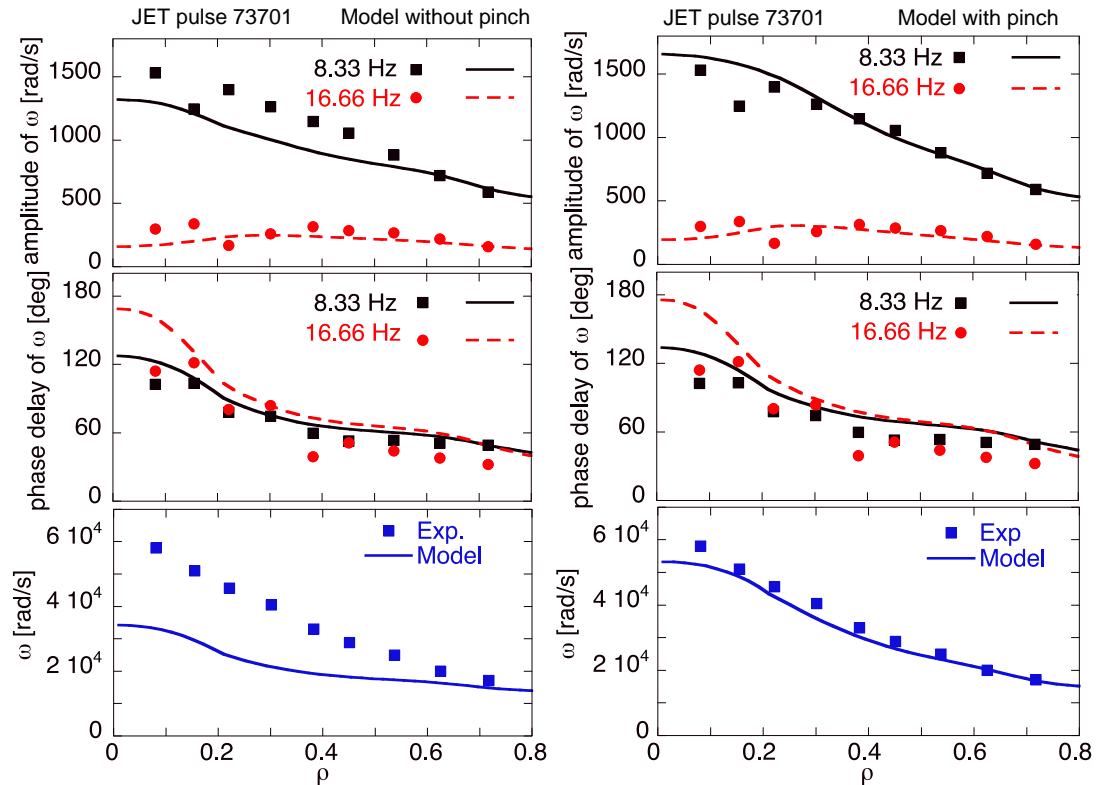 JET pulse 73701 Model without pinch
amplitude of ω [rad/s]
1500
1000
500
0
8.33 Hz
16.66 Hz
phase delay of ω [deg]
180
120
60
0
8.33 Hz
16.66 Hz
ω [rad/s]
6 10⁴
4 10⁴
2 10⁴
0
Exp.
Model
0 0.2 0.4 0.6 0.8
ρ
JET pulse 73701 Model with pinch
amplitude of ω [rad/s]
1500
1000
500
0
8.33 Hz
16.66 Hz
phase delay of ω [deg]
180
120
60
0
8.33 Hz
16.66 Hz
ω [rad/s]
6 10⁴
4 10⁴
2 10⁴
0
Exp
Model
0 0.2 0.4 0.6 0.8
ρ